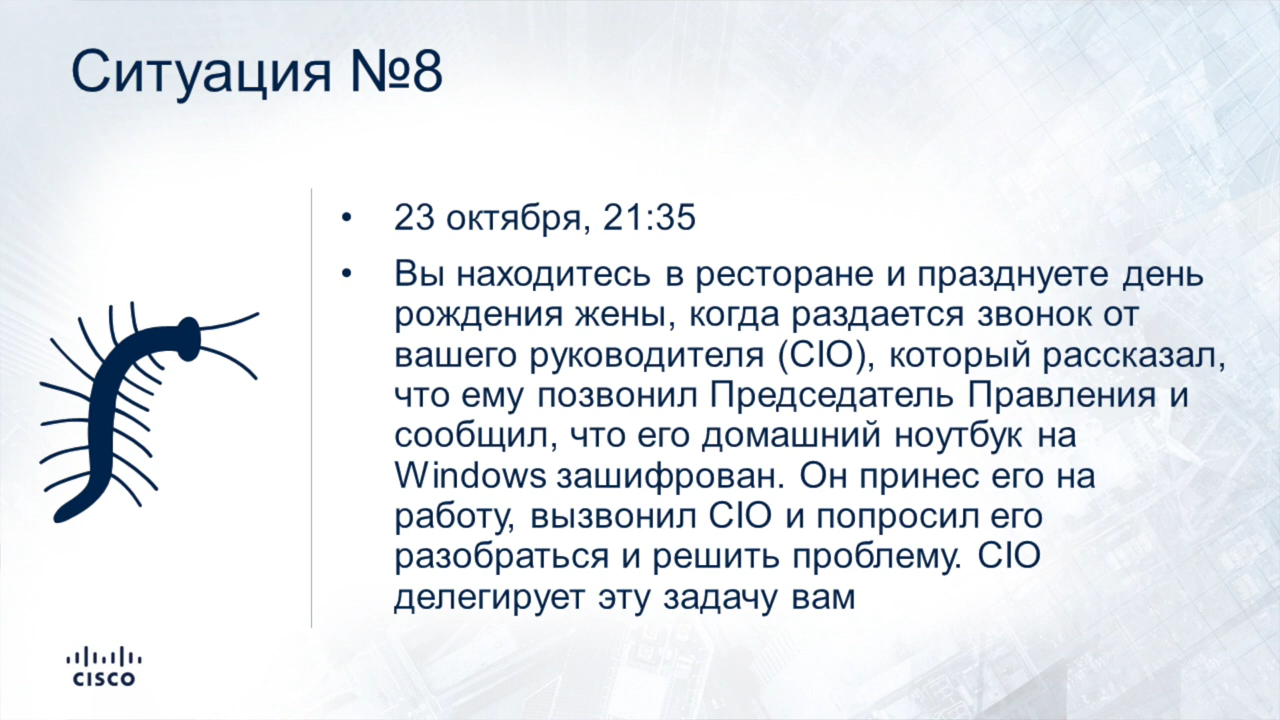 Ситуация №8
• 23 октября, 21:35
• Вы находитесь в ресторане и празднуете день
рождения жены, когда раздается звонок от
вашего руководителя (CIO), который рассказал,
что ему позвонил Председатель Правления и
сообщил, что его домашний ноутбук на
Windows зашифрован. Он принес его на
работу, вызвонил CIO и попросил его
разобраться и решить проблему. CIO
делегирует эту задачу вам
CISCO